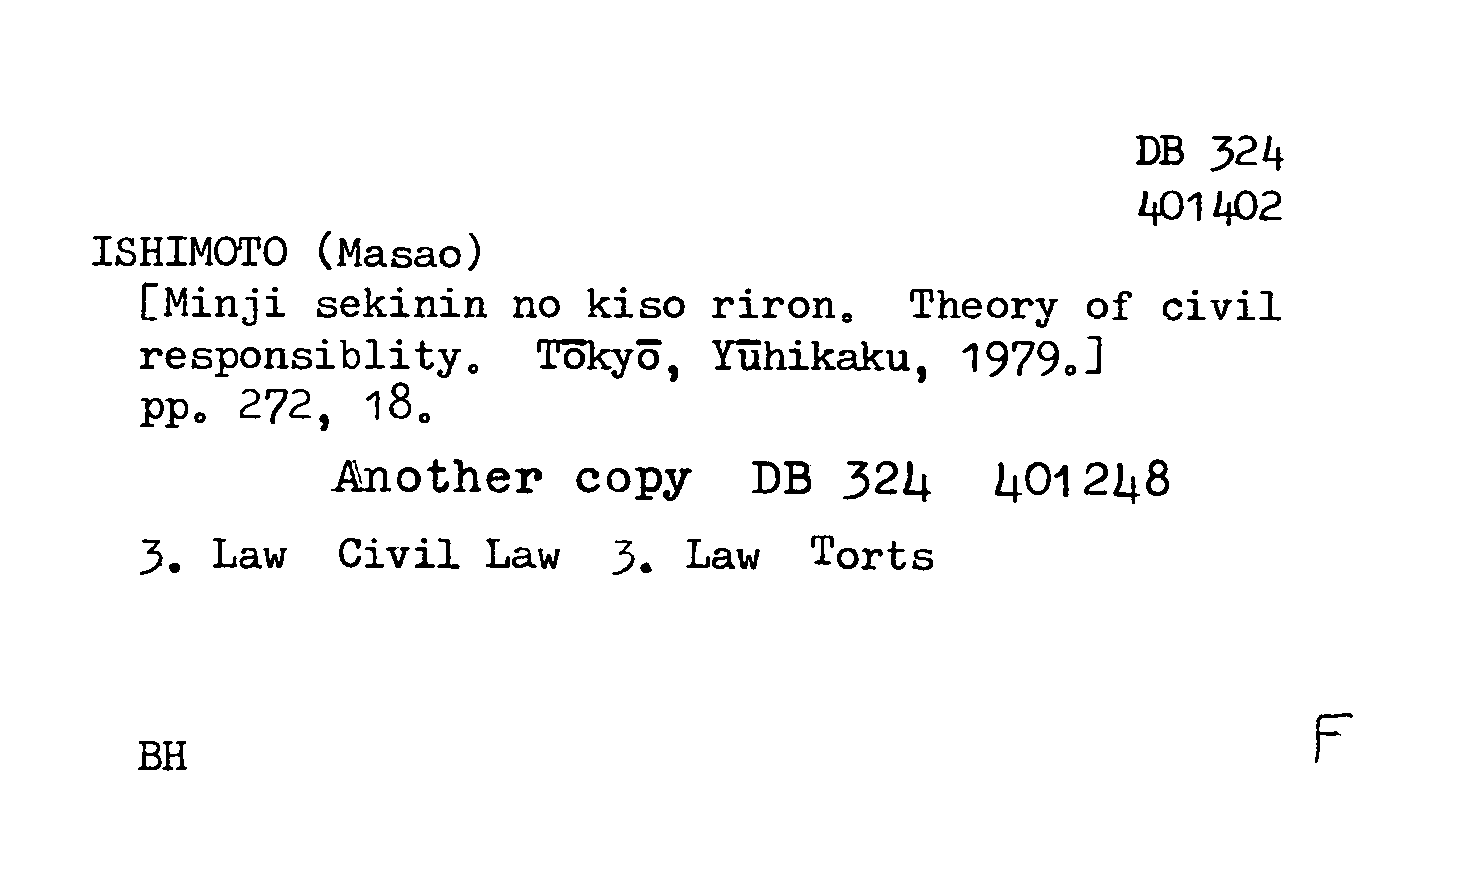 DB 324
401402
ISHIMOTO (Masao)
[Minji sekinin no kiso riron. Theory of civil
responsiblity. Tōkyō, Yūhikaku, 1979.]
pp. 272, 18.
Another copy DB 324 401248
3. Law Civil Law 3. Law Torts
BH
F